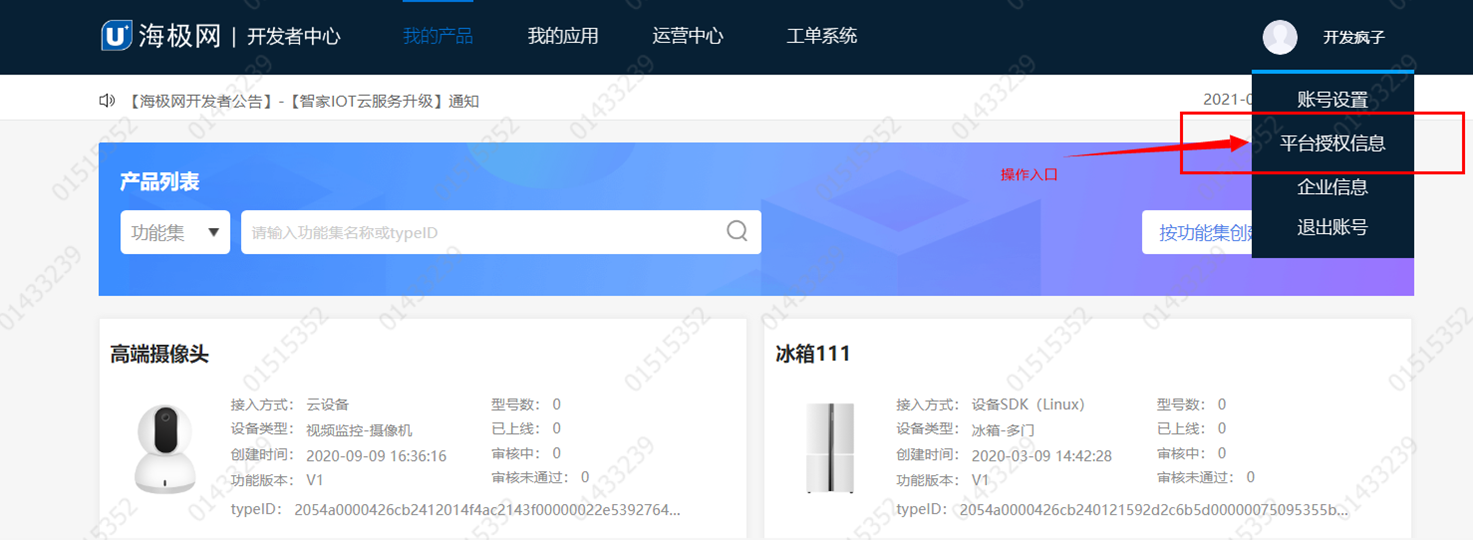 海极网 | 开发者中心 我的产品 我的应用 运营中心 工单系统 开发疯子
【海极网开发者公告】-【智家IOT云服务升级】通知 2021-0
账号设置
平台授权信息
企业信息
退出账号
操作入口
产品列表
功能集 请输入功能集名称或typeID 按功能集创建
高端摄像头
接入方式： 云设备 型号数： 0
设备类型： 视频监控-摄像机 已上线： 0
创建时间： 2020-09-09 16:36:16 审核中： 0
功能版本： V1 审核未通过： 0
typeID： 2054a0000426cb2412014f4ac2143f00000022e5392764...
冰箱111
接入方式： 设备SDK（Linux） 型号数： 0
设备类型： 冰箱-多门 已上线： 0
创建时间： 2020-03-09 14:42:28 审核中： 0
功能版本： V1 审核未通过： 0
typeID： 2054a0000426cb240121592d2c6b5d00000075095355b...
01433239
01515352